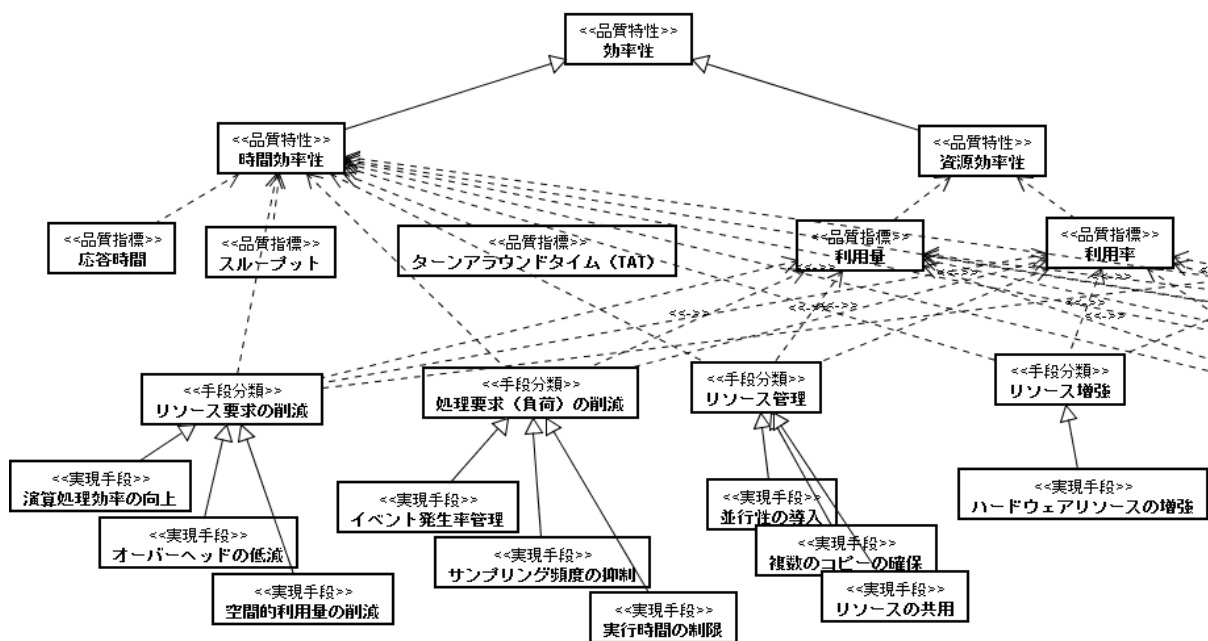 <<品質特性>>
効率性
<<品質特性>>
時間効率性
<<品質特性>>
資源効率性
<<品質指標>>
応答時間
<<品質指標>>
スループット
<<品質指標>>
ターンアラウンドタイム（TAT）
<<品質指標>>
利用量
<<品質指標>>
利用率
<<手段分類>>
リソース要求の削減
<<手段分類>>
処理要求（負荷）の削減
<<手段分類>>
リソース管理
<<手段分類>>
リソース増強
<<実現手段>>
演算処理効率の向上
<<実現手段>>
オーバーヘッドの低減
<<実現手段>>
空間的利用量の削減
<<実現手段>>
イベント発生率管理
<<実現手段>>
サンプリング頻度の抑制
<<実現手段>>
実行時間の制限
<<実現手段>>
並行性の導入
<<実現手段>>
複数のコピーの確保
<<実現手段>>
リソースの共用
<<実現手段>>
ハードウェアリソースの増強